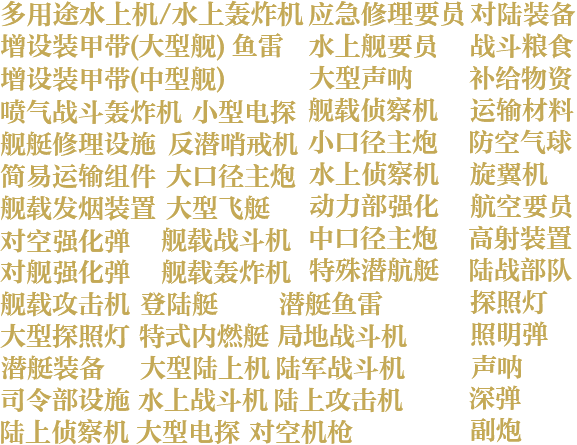 多用途水上机/水上轰炸机 应急修理要员 对陆装备
增设装甲带(大型舰) 鱼雷 水上舰要员 战斗粮食
增设装甲带(中型舰) 大型声呐 补给物资
喷气战斗轰炸机 小型电探 舰载侦察机 运输材料
舰艇修理设施 反潜哨戒机 小口径主炮 防空气球
简易运输组件 大口径主炮 水上侦察机 旋翼机
舰载发烟装置 大型飞艇 动力部强化 航空要员
对空强化弹 舰载战斗机 中口径主炮 高射装置
对舰强化弹 舰载轰炸机 特殊潜航艇 陆战部队
舰载攻击机 登陆艇 潜艇鱼雷 探照灯
大型探照灯 特式内燃艇 局地战斗机 照明弹
潜艇装备 大型陆上机 陆军战斗机 声呐
司令部设施 水上战斗机 陆上攻击机 深弹
陆上侦察机 大型电探 对空机枪 副炮